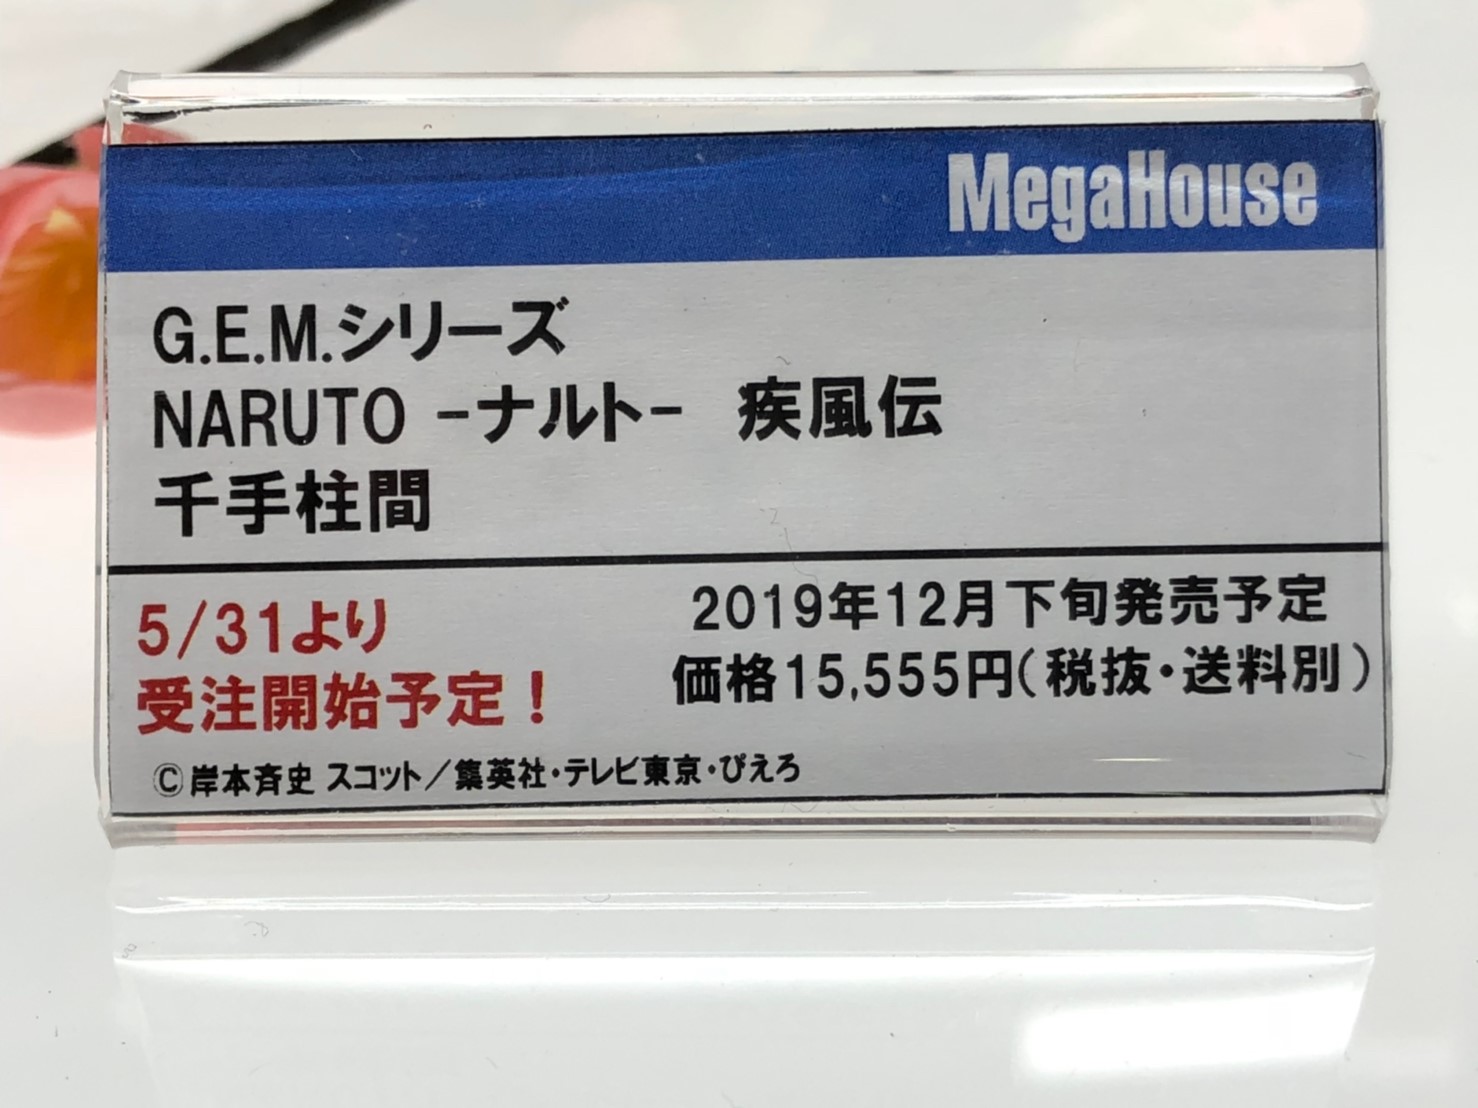 MegaHouse
G.E.M.シリーズ
NARUTO -ナルト- 疾風伝
千手柱間
5/31より
受注開始予定！
2019年12月下旬発売予定
価格15,555円（税抜・送料別）
©岸本斉史 スコット／集英社・テレビ東京・ぴえろ